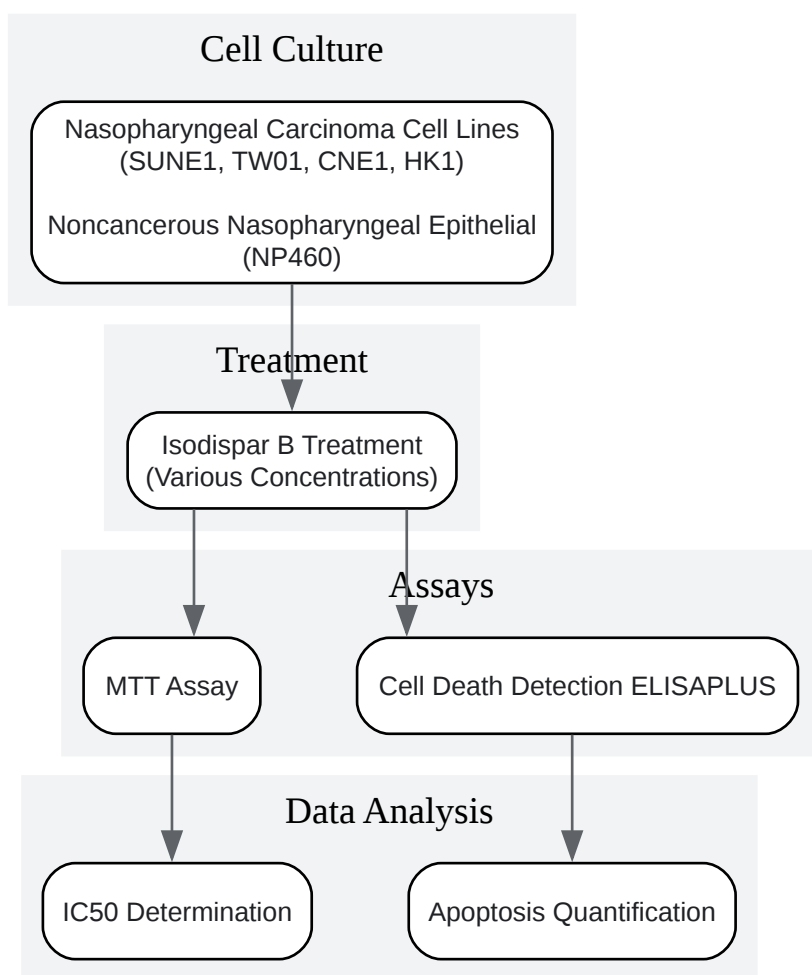 Cell Culture
Nasopharyngeal Carcinoma Cell Lines
(SUNE1, TW01, CNE1, HK1)
Noncancerous Nasopharyngeal Epithelial
(NP460)
Treatment
Isodispar B Treatment
(Various Concentrations)
Assays
MTT Assay
Cell Death Detection ELISAPLUS
Data Analysis
IC50 Determination
Apoptosis Quantification